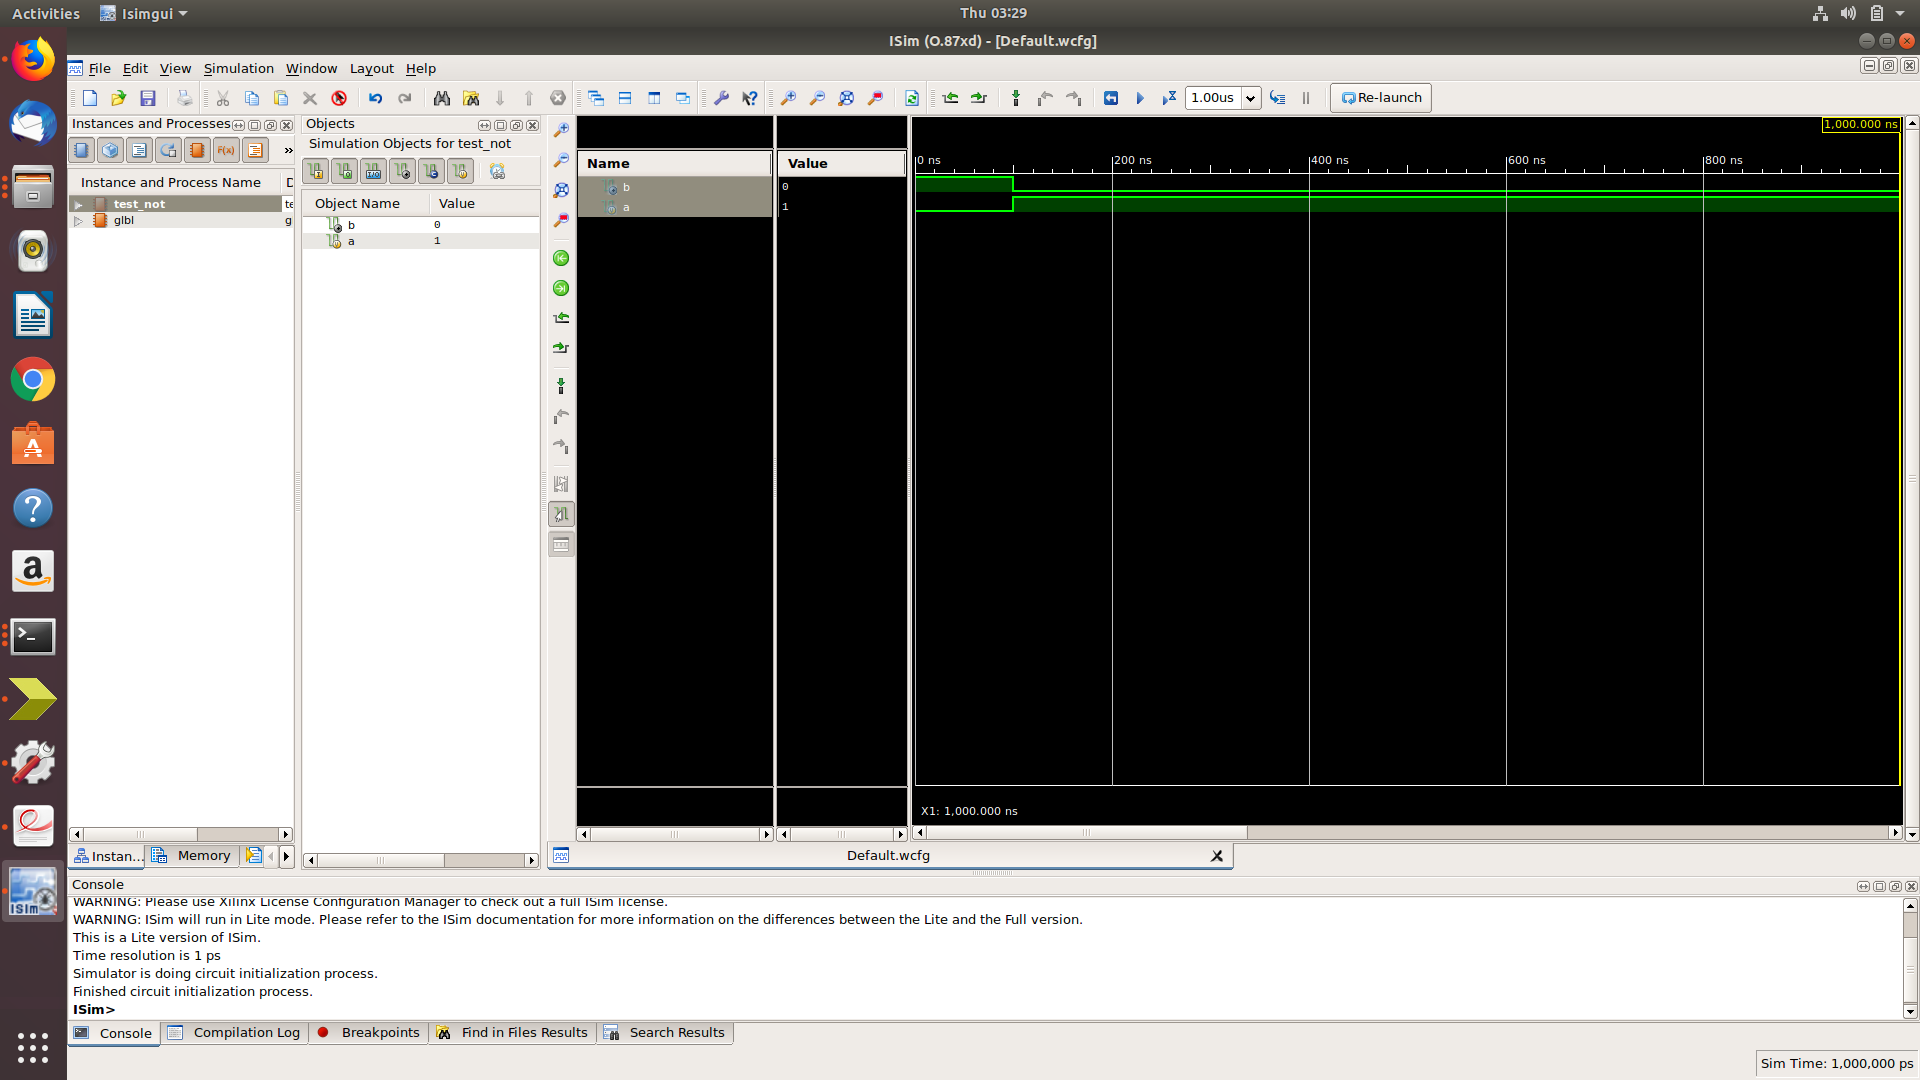 Activities
Isimgui
Thu 03:29
ISim (O.87xd) - [Default.wcfg]
File Edit View Simulation Window Layout Help
1.00us
Re-launch
Instances and Processes
Objects
Simulation Objects for test_not
F(x)
»
Instance and Process Name D
test_not te
glbl g
Object Name Value
b 0
a 1
Name
Value
b 0
a 1
1,000.000 ns
0 ns 200 ns 400 ns 600 ns 800 ns
X1: 1,000.000 ns
Instan... Memory
Default.wcfg
Console
WARNING: Please use Xilinx License Configuration Manager to check out a full ISim license.
WARNING: ISim will run in Lite mode. Please refer to the ISim documentation for more information on the differences between the Lite and the Full version.
This is a Lite version of ISim.
Time resolution is 1 ps
Simulator is doing circuit initialization process.
Finished circuit initialization process.
ISim>
Console Compilation Log Breakpoints Find in Files Results Search Results
Sim Time: 1,000,000 ps
ISim